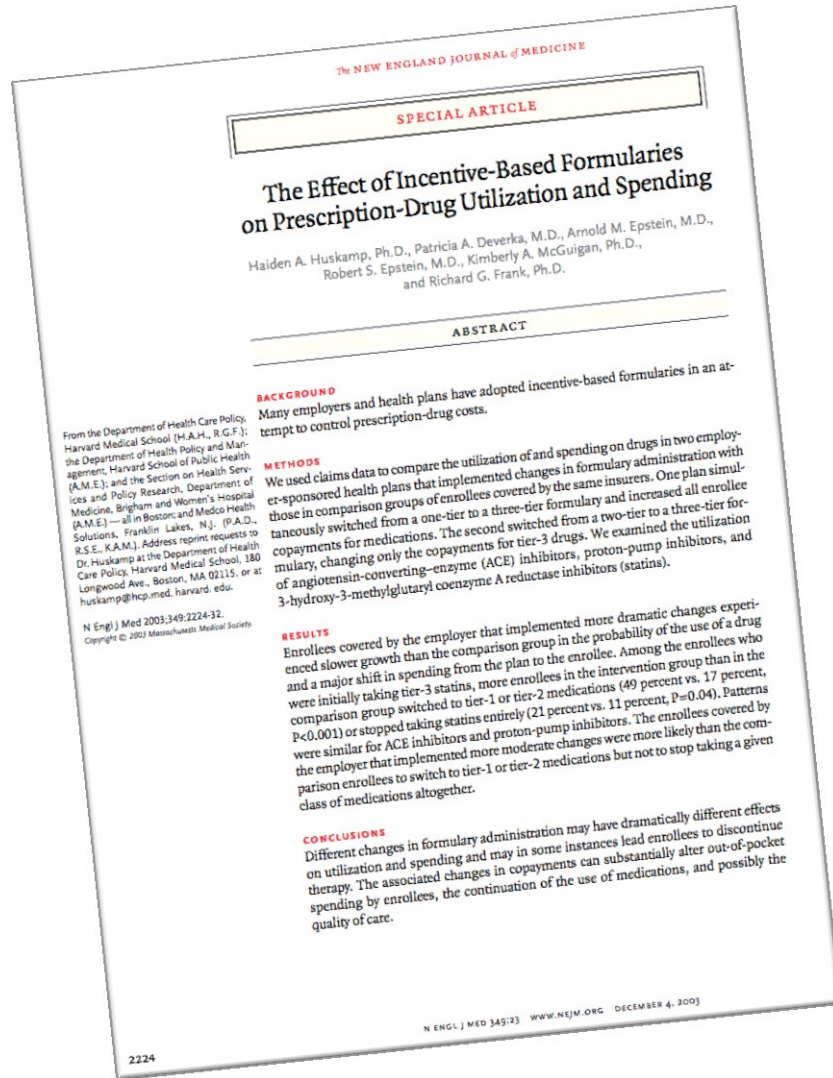 The NEW ENGLAND JOURNAL of MEDICINE
SPECIAL ARTICLE
The Effect of Incentive-Based Formularies
on Prescription-Drug Utilization and Spending
Haiden A. Huskamp, Ph.D., Patricia A. Deverka, M.D., Arnold M. Epstein, M.D.,
Robert S. Epstein, M.D., Kimberly A. McGuigan, Ph.D.,
and Richard G. Frank, Ph.D.
ABSTRACT
From the Department of Health Care Policy,
Harvard Medical School (H.A.H., R.G.F.);
the Department of Health Policy and Man-
agement, Harvard School of Public Health
(A.M.E.); and the Section on Health Serv-
ices and Policy Research, Department of
Medicine, Brigham and Women's Hospital
(A.M.E.) — all in Boston; and Medco Health
Solutions, Franklin Lakes, N.J. (P.A.D.,
R.S.E., K.A.M.). Address reprint requests to
Dr. Huskamp at the Department of Health
Care Policy, Harvard Medical School, 180
Longwood Ave., Boston, MA 02115, or at
huskamp@hcp.med. harvard. edu.
N Engl J Med 2003;349:2224-32.
Copyright © 2003 Massachusetts Medical Society.
BACKGROUND
Many employers and health plans have adopted incentive-based formularies in an at-
tempt to control prescription-drug costs.
METHODS
We used claims data to compare the utilization of and spending on drugs in two employ-
er-sponsored health plans that implemented changes in formulary administration with
those in comparison groups of enrollees covered by the same insurers. One plan simul-
taneously switched from a one-tier to a three-tier formulary and increased all enrollee
copayments for medications. The second switched from a two-tier to a three-tier for-
mulary, changing only the copayments for tier-3 drugs. We examined the utilization
of angiotensin-converting–enzyme (ACE) inhibitors, proton-pump inhibitors, and
3-hydroxy-3-methylglutaryl coenzyme A reductase inhibitors (statins).
RESULTS
Enrollees covered by the employer that implemented more dramatic changes experi-
enced slower growth than the comparison group in the probability of the use of a drug
and a major shift in spending from the plan to the enrollee. Among the enrollees who
were initially taking tier-3 statins, more enrollees in the intervention group than in the
comparison group switched to tier-1 or tier-2 medications (49 percent vs. 17 percent,
P<0.001) or stopped taking statins entirely (21 percent vs. 11 percent, P=0.04). Patterns
were similar for ACE inhibitors and proton-pump inhibitors. The enrollees covered by
the employer that implemented more moderate changes were more likely than the com-
parison enrollees to switch to tier-1 or tier-2 medications but not to stop taking a given
class of medications altogether.
CONCLUSIONS
Different changes in formulary administration may have dramatically different effects
on utilization and spending and may in some instances lead enrollees to discontinue
therapy. The associated changes in copayments can substantially alter out-of-pocket
spending by enrollees, the continuation of the use of medications, and possibly the
quality of care.
2224
N ENGL J MED 349;23 WWW.NEJM.ORG DECEMBER 4, 2003